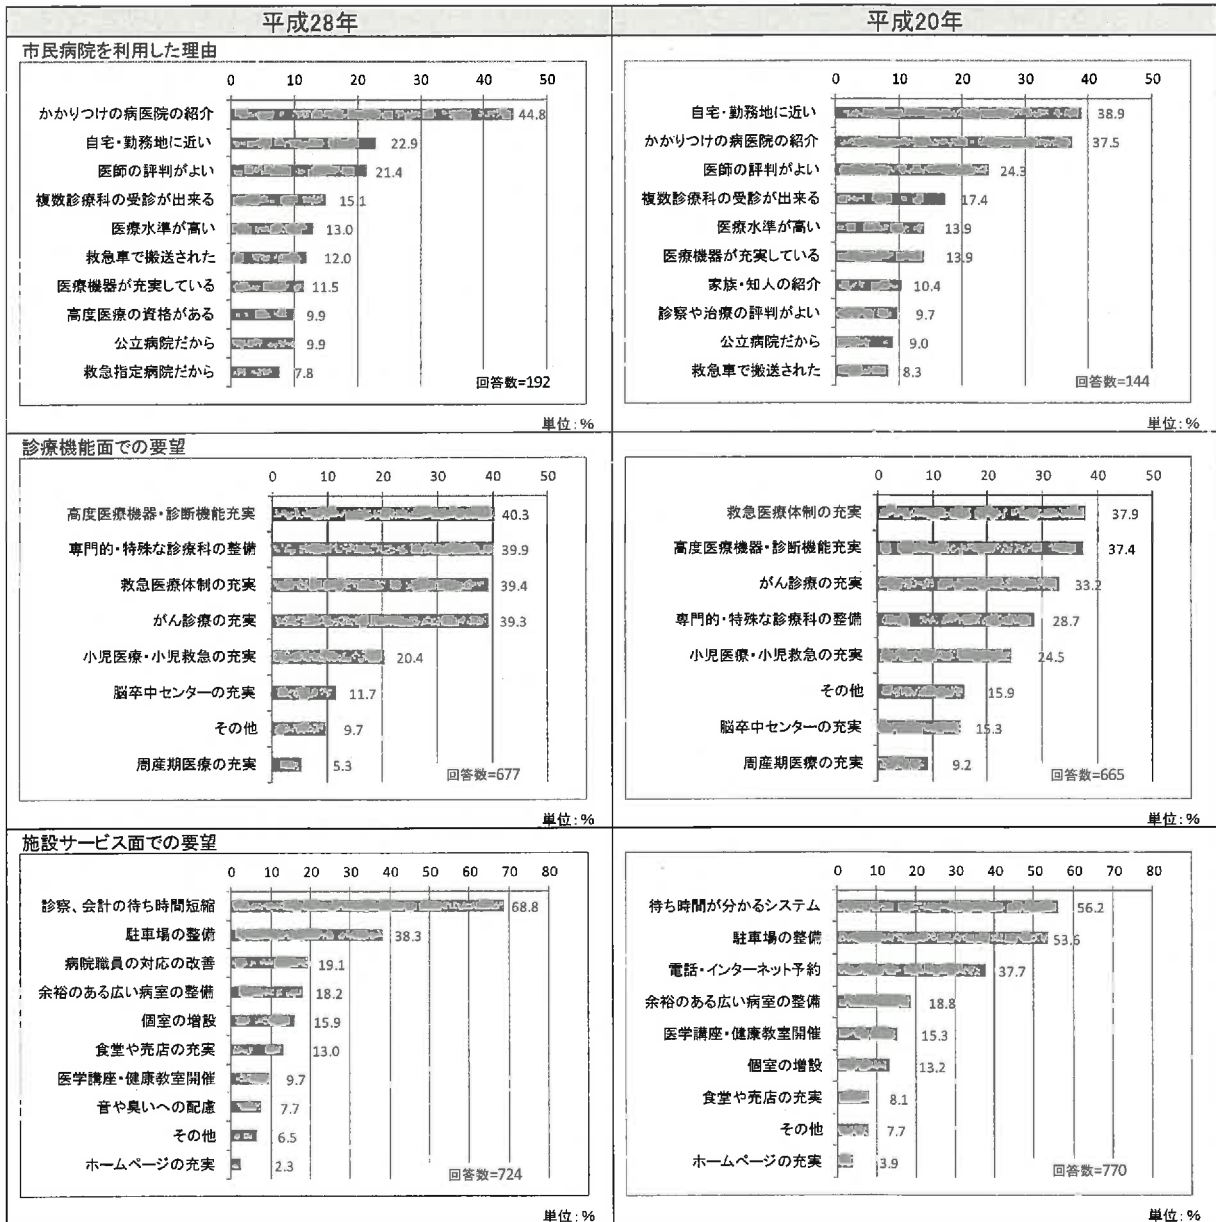 平成28年
平成20年
市民病院を利用した理由
0 10 20 30 40 50
かかりつけの病医院の紹介 44.8
自宅・勤務地に近い 22.9
医師の評判がよい 21.4
複数診療科の受診が出来る 15.1
医療水準が高い 13.0
救急車で搬送された 12.0
医療機器が充実している 11.5
高度医療の資格がある 9.9
公立病院だから 9.9
救急指定病院だから 7.8
回答数=192
単位:%
0 10 20 30 40 50
自宅・勤務地に近い 38.9
かかりつけの病医院の紹介 37.5
医師の評判がよい 24.3
複数診療科の受診が出来る 17.4
医療水準が高い 13.9
医療機器が充実している 13.9
家族・知人の紹介 10.4
診察や治療の評判がよい 9.7
公立病院だから 9.0
救急車で搬送された 8.3
回答数=144
単位:%
診療機能面での要望
0 10 20 30 40 50
高度医療機器・診断機能充実 40.3
専門的・特殊な診療科の整備 39.9
救急医療体制の充実 39.4
がん診療の充実 39.3
小児医療・小児救急の充実 20.4
脳卒中センターの充実 11.7
その他 9.7
周産期医療の充実 5.3
回答数=677
単位:%
0 10 20 30 40 50
救急医療体制の充実 37.9
高度医療機器・診断機能充実 37.4
がん診療の充実 33.2
専門的・特殊な診療科の整備 28.7
小児医療・小児救急の充実 24.5
その他 15.9
脳卒中センターの充実 15.3
周産期医療の充実 9.2
回答数=665
単位:%
施設サービス面での要望
0 10 20 30 40 50 60 70 80
診察、会計の待ち時間短縮 68.8
駐車場の整備 38.3
病院職員の対応の改善 19.1
余裕のある広い病室の整備 18.2
個室の増設 15.9
食堂や売店の充実 13.0
医学講座・健康教室開催 9.7
音や臭いへの配慮 7.7
その他 6.5
ホームページの充実 2.3
回答数=724
単位:%
0 10 20 30 40 50 60 70 80
待ち時間が分かるシステム 56.2
駐車場の整備 53.6
電話・インターネット予約 37.7
余裕のある広い病室の整備 18.8
医学講座・健康教室開催 15.3
個室の増設 13.2
食堂や売店の充実 8.1
その他 7.7
ホームページの充実 3.9
回答数=770
単位:%